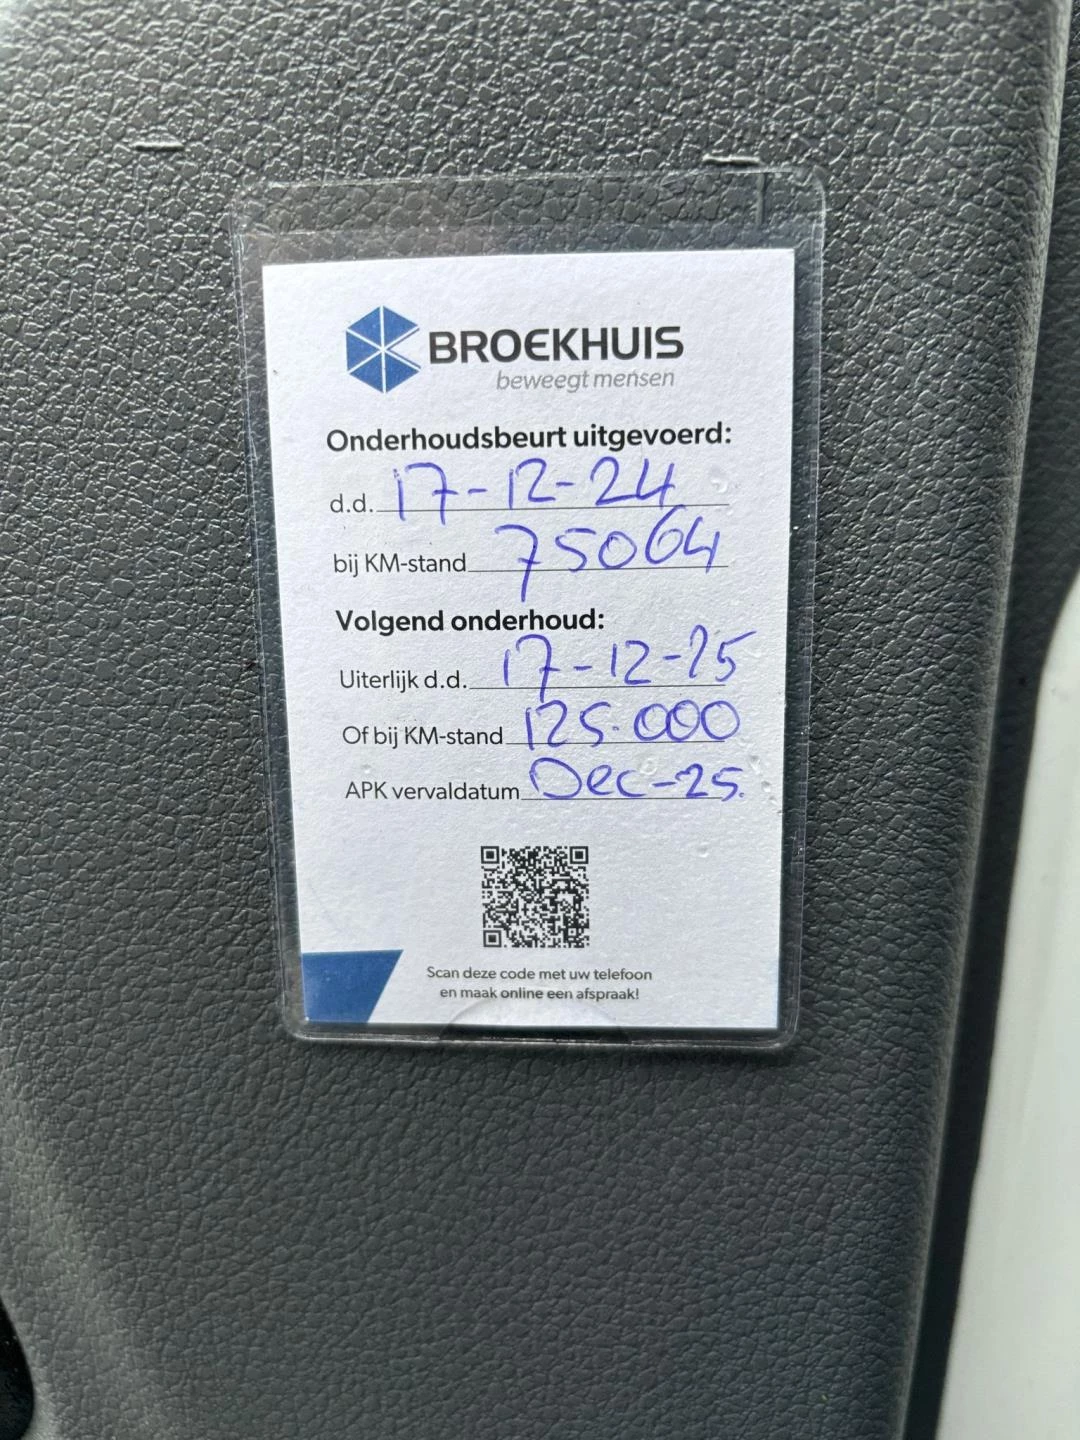 BROEKHUIS
beweegt mensen
Onderhoudsbeurt uitgevoerd:
d.d. 17-12-24
bij KM-stand 75064
Volgend onderhoud:
Uiterlijk d.d. 17-12-25
Of bij KM-stand 125.000
APK vervaldatum Dec-25.
Scan deze code met uw telefoon
en maak online een afspraak!